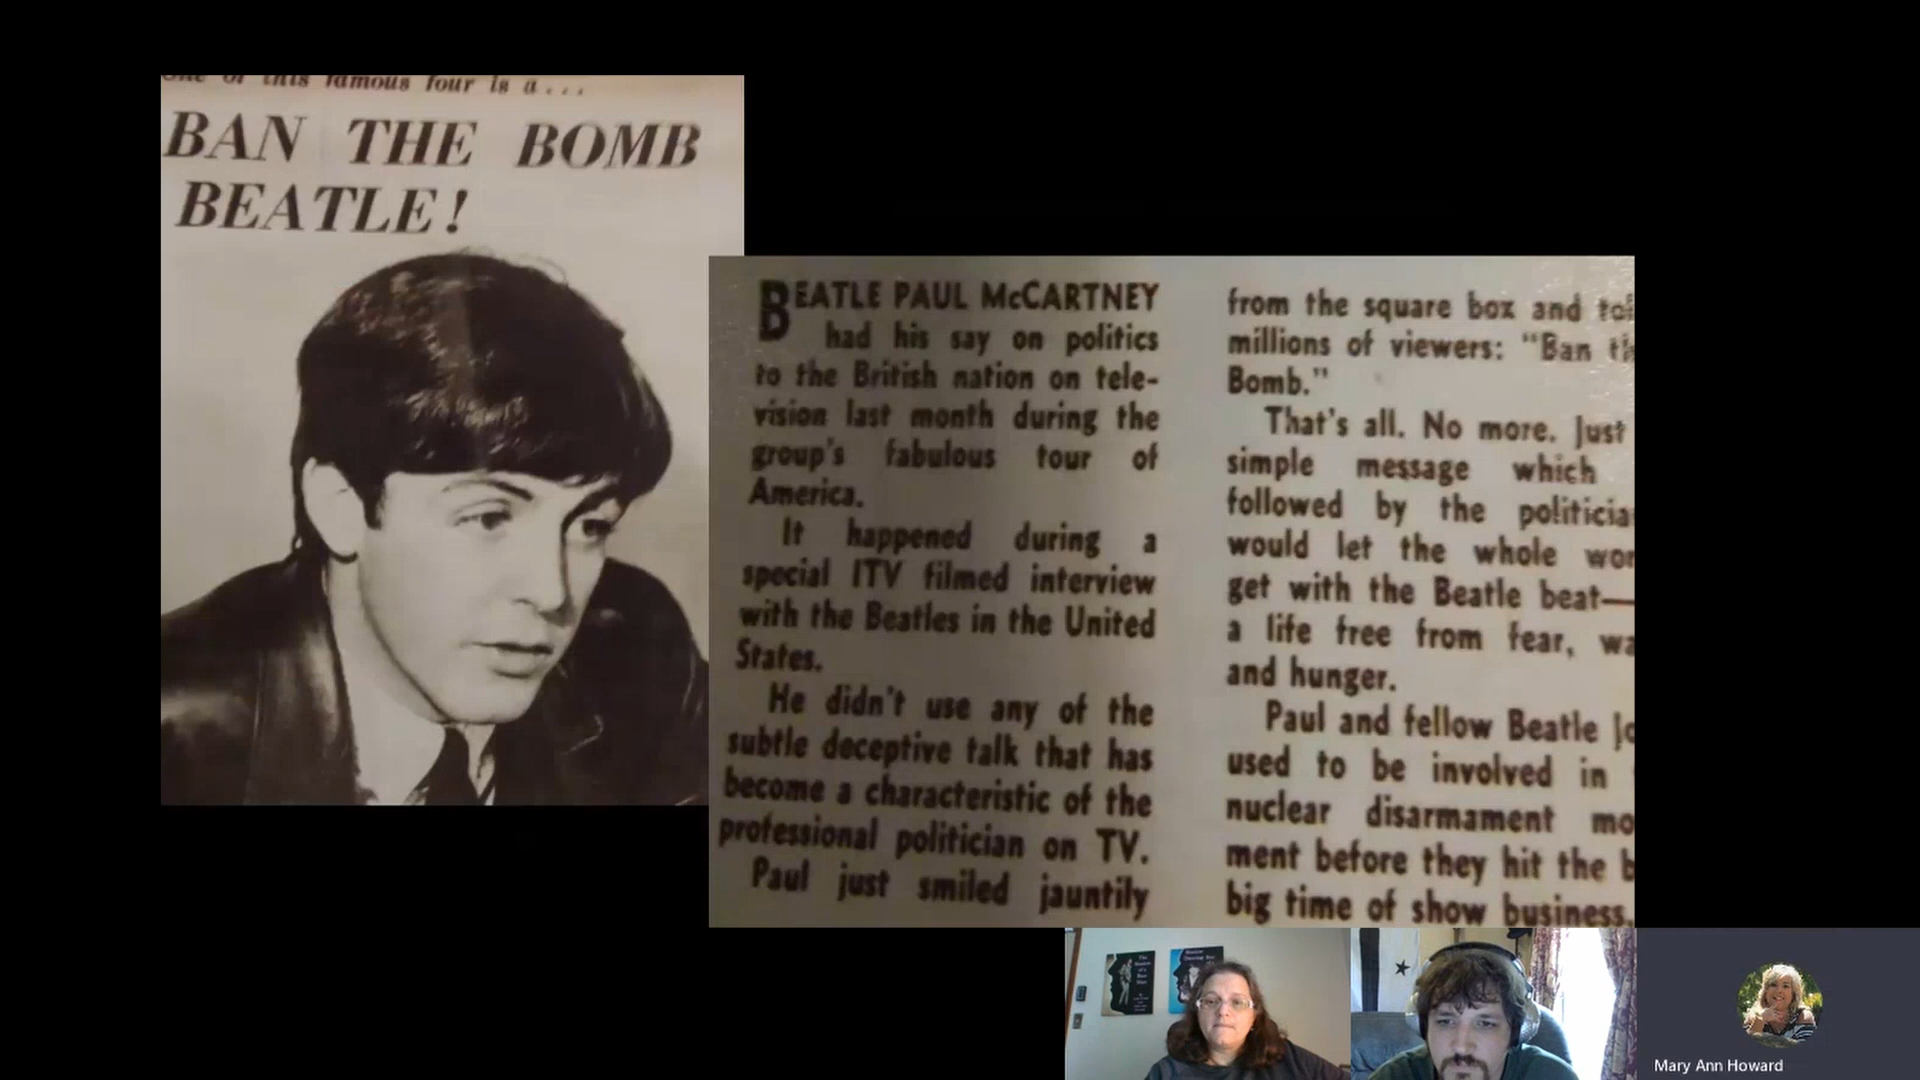 One of this famous four is a...
BAN THE BOMB
BEATLE!
BEATLE PAUL McCARTNEY
had his say on politics
to the British nation on tele-
vision last month during the
group's fabulous tour of
America.
It happened during a
special ITV filmed interview
with the Beatles in the United
States.
He didn't use any of the
subtle deceptive talk that has
become a characteristic of the
professional politician on TV.
Paul just smiled jauntily
from the square box and
millions of viewers: "Ban
Bomb."
That's all. No more. Just
simple message which
followed by the
would let the whole
get with the Beatle beat—
a life free from fear,
and hunger.
Paul and fellow Beatle
used to be involved in
nuclear disarmament
ment before they hit the
big time of show business.
Mary Ann Howard